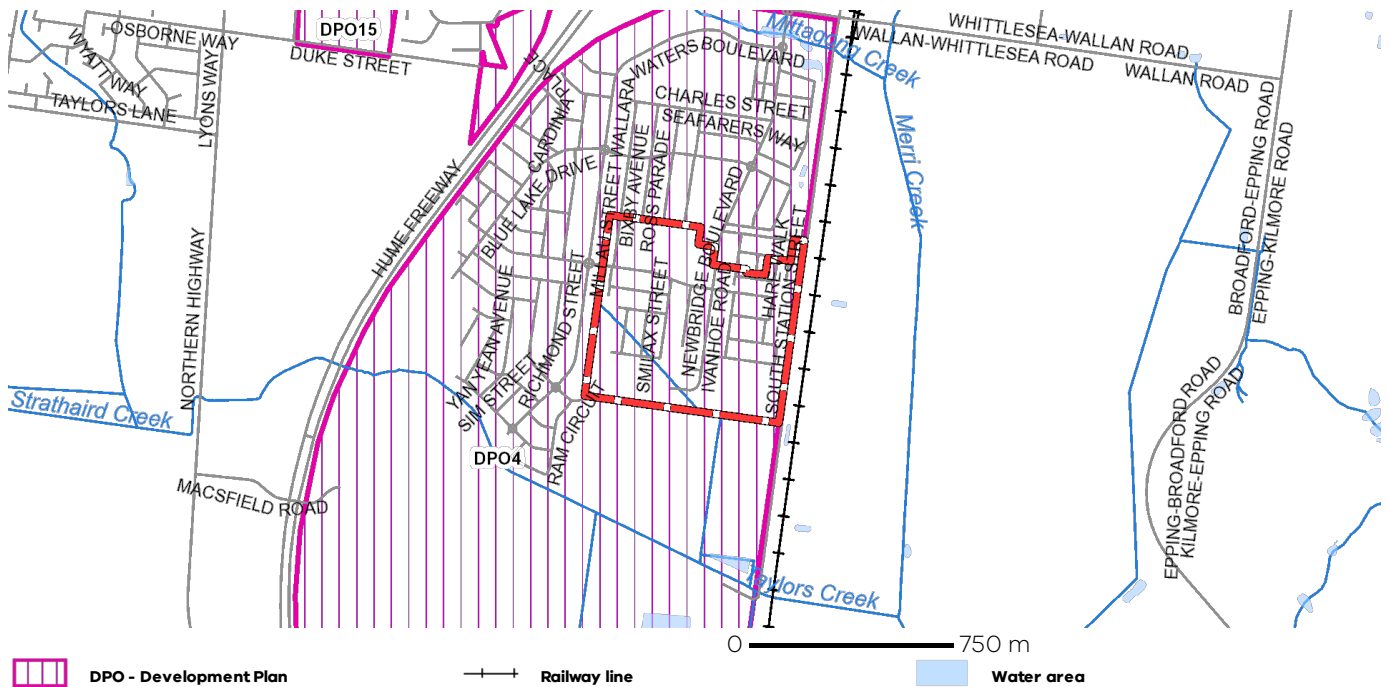 DPO15
OSBORNE WAY
DUKE STREET
WYATT WAY
TAYLORS LANE
LYONS WAY
PLACE
CARDINIA
WALLARA WATERS BOULEVARD
Mittagong Creek
WHITTLESEA-WALLAN ROAD
WALLAN-WHITTLESEA ROAD
WALLAN ROAD
CHARLES STREET
SEAFARERS WAY
Merri Creek
BROADFORD-EPPING ROAD
EPPING-KILMORE ROAD
HUME FREEWAY
BLUE LAKE DRIVE
MILLAU STREET
BIXBY AVENUE
ROSS PARADE
NEWBRIDGE BOULEVARD
IVANHOE ROAD
HARE WALK
SOUTH STATION STREET
SMILAX STREET
RICHMOND STREET
YAN YEAN AVENUE
SIM STREET
RAM CIRCUIT
NORTHERN HIGHWAY
Strathaird Creek
DPO4
MACSFIELD ROAD
EPPING-BROADFORD ROAD
KILMORE-EPPING ROAD
Taylors Creek
0 750 m
DPO - Development Plan
Railway line
Water area